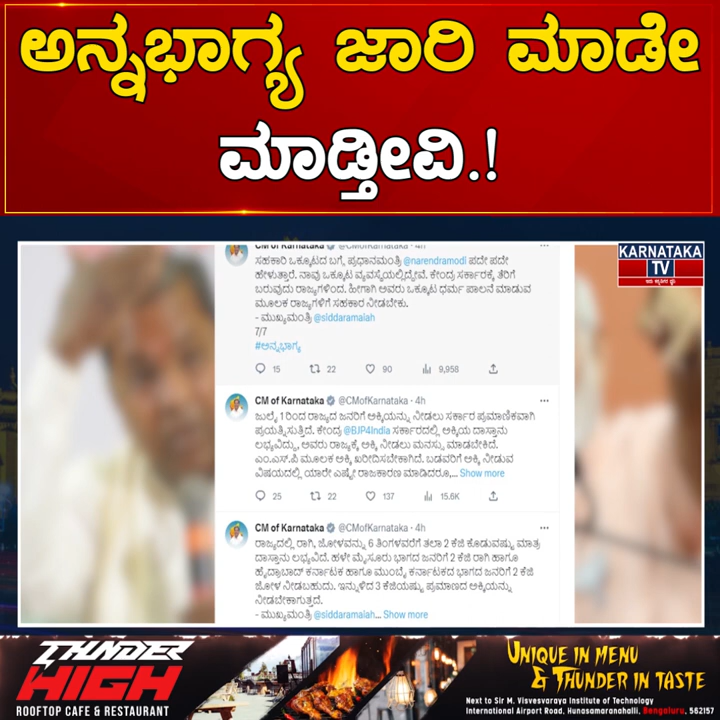 ಅನ್ನಭಾಗ್ಯ ಜಾರಿ ಮಾಡೇ
ಮಾಡ್ತೀವಿ.!
KARNATAKA
TV
CM of Karnataka @CMofKarnataka · 4h
ಸಹಕಾರಿ ಒಕ್ಕೂಟದ ಬಗ್ಗೆ ಪ್ರಧಾನಮಂತ್ರಿ @narendramodi ಪದೇ ಪದೇ
ಹೇಳುತ್ತಾರೆ. ನಾವು ಒಕ್ಕೂಟ ವ್ಯವಸ್ಥೆಯಲ್ಲಿದ್ದೇವೆ. ಕೇಂದ್ರ ಸರ್ಕಾರಕ್ಕೆ ತೆರಿಗೆ
ಬರುವುದು ರಾಜ್ಯಗಳಿಂದ. ಹೀಗಾಗಿ ಅವರು ಒಕ್ಕೂಟ ಧರ್ಮ ಪಾಲನೆ ಮಾಡುವ
ಮೂಲಕ ರಾಜ್ಯಗಳಿಗೆ ಸಹಕಾರ ನೀಡಬೇಕು.
- ಮುಖ್ಯಮಂತ್ರಿ @siddaramaiah
7/7
#ಅನ್ನಭಾಗ್ಯ
15 22 90 9,958
CM of Karnataka @CMofKarnataka · 4h
ಜುಲೈ 1 ರಿಂದ ರಾಜ್ಯದ ಜನರಿಗೆ ಅಕ್ಕಿಯನ್ನು ನೀಡಲು ಸರ್ಕಾರ ಪ್ರಮಾಣಿಕವಾಗಿ
ಪ್ರಯತ್ನಿಸುತ್ತಿದೆ. ಕೇಂದ್ರ @BJP4India ಸರ್ಕಾರದಲ್ಲಿ ಅಕ್ಕಿಯ ದಾಸ್ತಾನು
ಲಭ್ಯವಿದ್ದು, ಅವರು ರಾಜ್ಯಕ್ಕೆ ಅಕ್ಕಿ ನೀಡಲು ಮನಸ್ಸು ಮಾಡಬೇಕಿದೆ.
ಎಂ.ಎಸ್.ಪಿ ಮೂಲಕ ಅಕ್ಕಿ ಖರೀದಿಸಬೇಕಾಗಿದೆ. ಬಡವರಿಗೆ ಅಕ್ಕಿ ನೀಡುವ
ವಿಷಯದಲ್ಲಿ ಯಾರೇ ಎಷ್ಟೇ ರಾಜಕಾರಣ ಮಾಡಿದರೂ,... Show more
25 22 137 15.6K
CM of Karnataka @CMofKarnataka · 4h
ರಾಜ್ಯದಲ್ಲಿ ರಾಗಿ, ಜೋಳವನ್ನು 6 ತಿಂಗಳವರೆಗೆ ತಲಾ 2 ಕೆಜಿ ಕೊಡುವಷ್ಟು ಮಾತ್ರ
ದಾಸ್ತಾನು ಲಭ್ಯವಿದೆ. ಹಳೇ ಮೈಸೂರು ಭಾಗದ ಜನರಿಗೆ 2 ಕೆಜಿ ರಾಗಿ ಹಾಗೂ
ಹೈದ್ರಾಬಾದ್ ಕರ್ನಾಟಕ ಹಾಗೂ ಮುಂಬೈ ಕರ್ನಾಟಕದ ಭಾಗದ ಜನರಿಗೆ 2 ಕೆಜಿ
ಜೋಳ ನೀಡಬಹುದು. ಇನ್ನುಳಿದ 3 ಕೆಜಿಯಷ್ಟು ಪ್ರಮಾಣದ ಅಕ್ಕಿಯನ್ನು
ನೀಡಬೇಕಾಗುತ್ತದೆ.
- ಮುಖ್ಯಮಂತ್ರಿ @siddaramaiah... Show more
THUNDER
HIGH
ROOFTOP CAFE & RESTAURANT
UNIQUE IN MENU
& THUNDER IN TASTE
Next to Sir M. Visvesvaraya Institute of Technology
International Airport Road, Hunasamaranahalli, Bengaluru, 562157